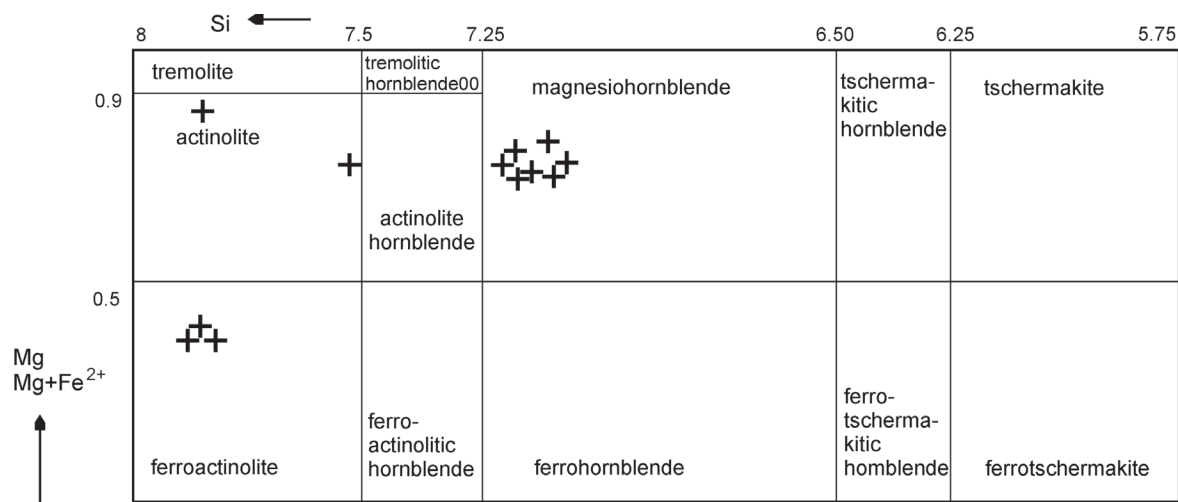 Si
8
7.5
7.25
6.50
6.25
5.75
tremolite
tremolitic
hornblende00
magnesiohornblende
tscherma-
kitic
hornblende
tschermakite
0.9
actinolite
actinolite
hornblende
0.5
Mg
Mg+Fe2+
ferroactinolite
ferro-
actinolitic
hornblende
ferrohornblende
ferro-
tscherma-
kitic
homblende
ferrotschermakite